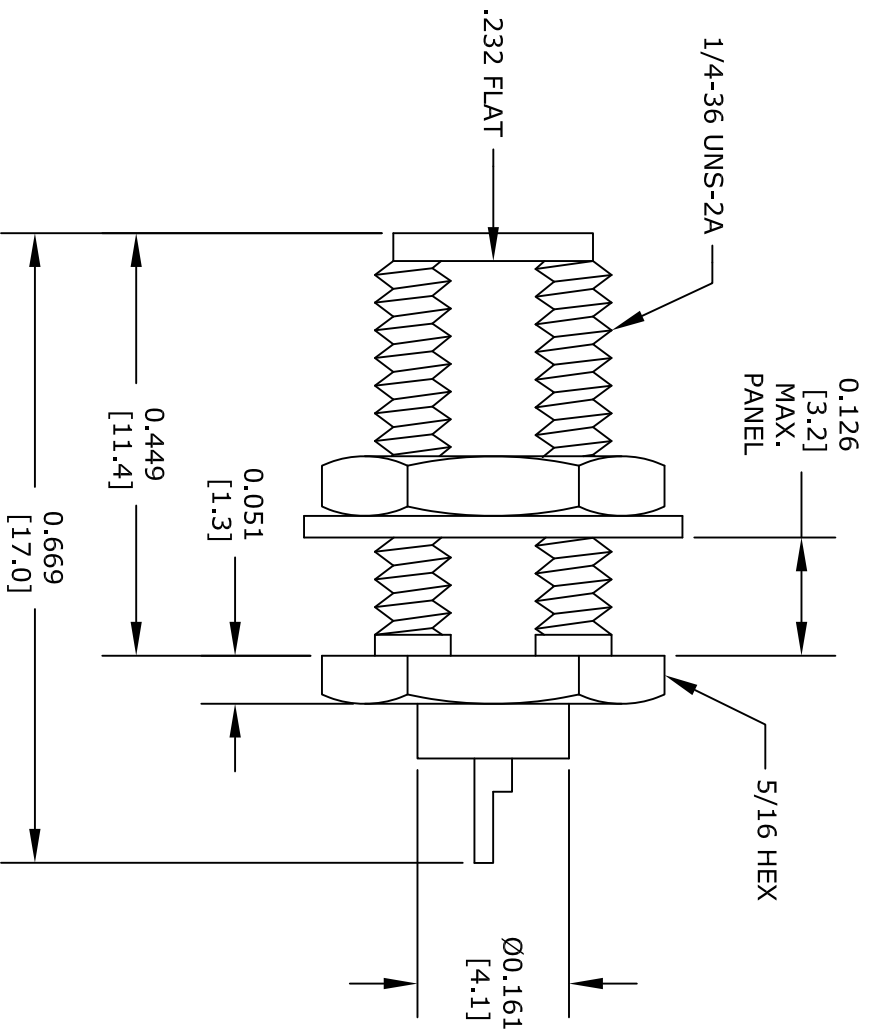 .232 FLAT
1/4-36 UNS-2A
0.126
[3.2]
MAX.
PANEL
5/16 HEX
0.449
[11.4]
0.051
[1.3]
0.669
[17.0]
Ø0.161
[4.1]